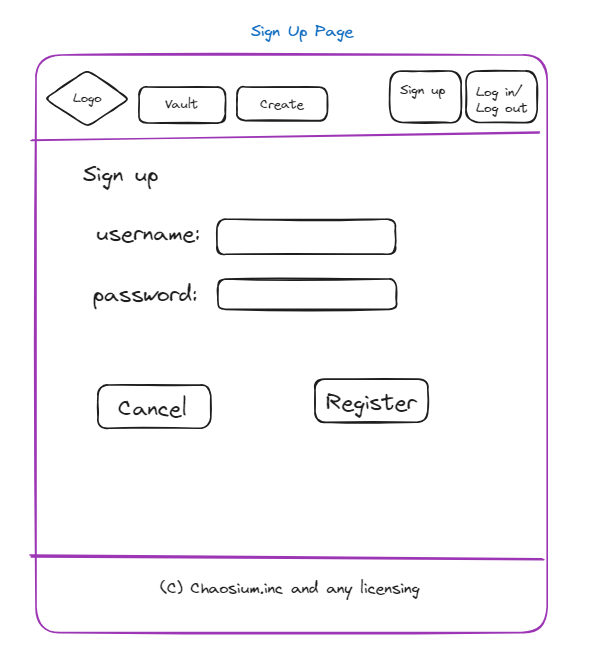 Sign Up Page
Logo
Vault
Create
Sign up
Log in/
Log out
Sign up
username:
password:
Cancel
Register
(C) Chaosium.inc and any licensing